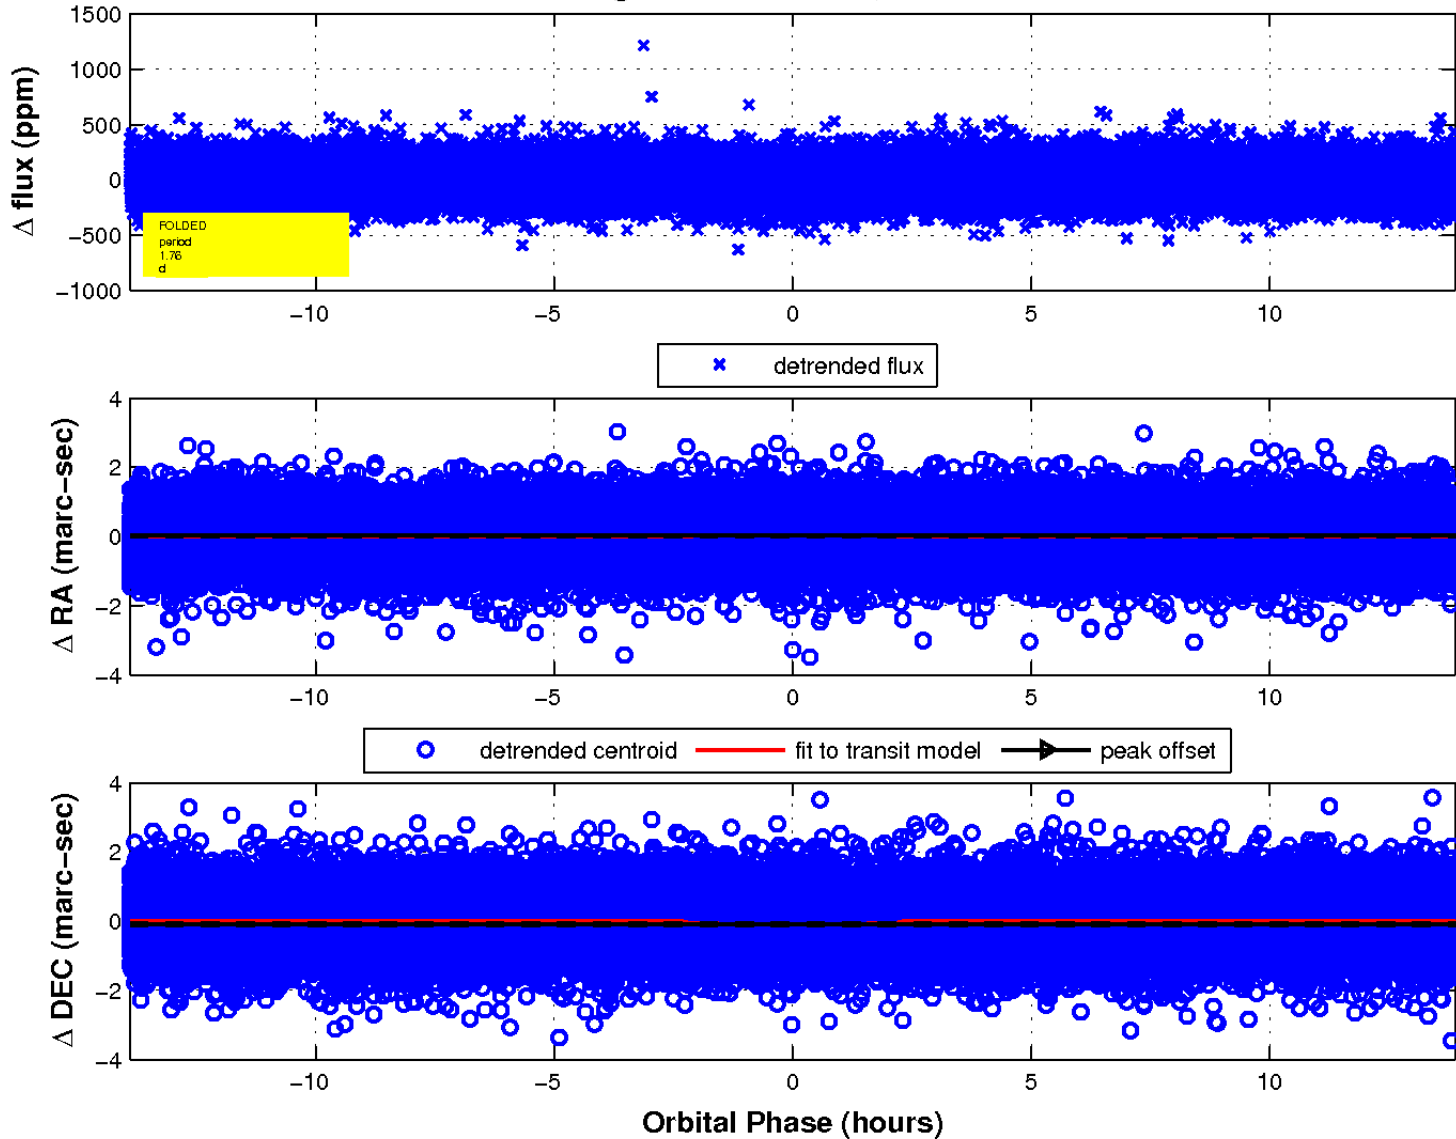 1500
1000
500
0
−500
−1000
Δ flux (ppm)
FOLDED
period
1.76
d
−10 −5 0 5 10
detrended flux
4
2
0
−2
−4
Δ RA (marc−sec)
−10 −5 0 5 10
detrended centroid fit to transit model peak offset
4
2
0
−2
−4
Δ DEC (marc−sec)
−10 −5 0 5 10
Orbital Phase (hours)